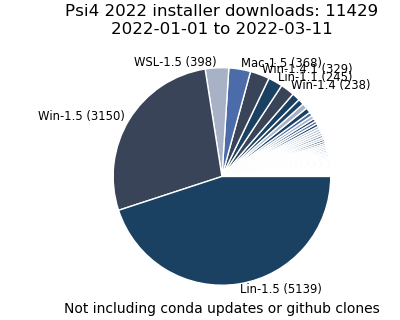 Psi4 installer downloads: 11429
2022-01-01 to 2022-03-11
WSL-1.5 (398)
Mac-1.5 (368)
Win-1.4.1 (329)
Lin-1.1 (245)
Win-1.4 (238)
Win-1.5 (3150)
Lin-1.5 (5139)
Not including conda updates or github clones